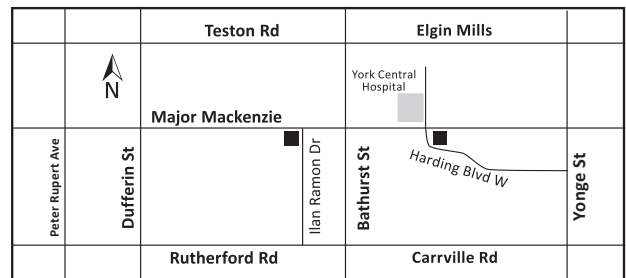 Teston Rd
Elgin Mills
N
York Central
Hospital
Major Mackenzie
Peter Rupert Ave
Dufferin St
Ilan Ramon Dr
Bathurst St
Harding Blvd W
Yonge St
Rutherford Rd
Carrville Rd